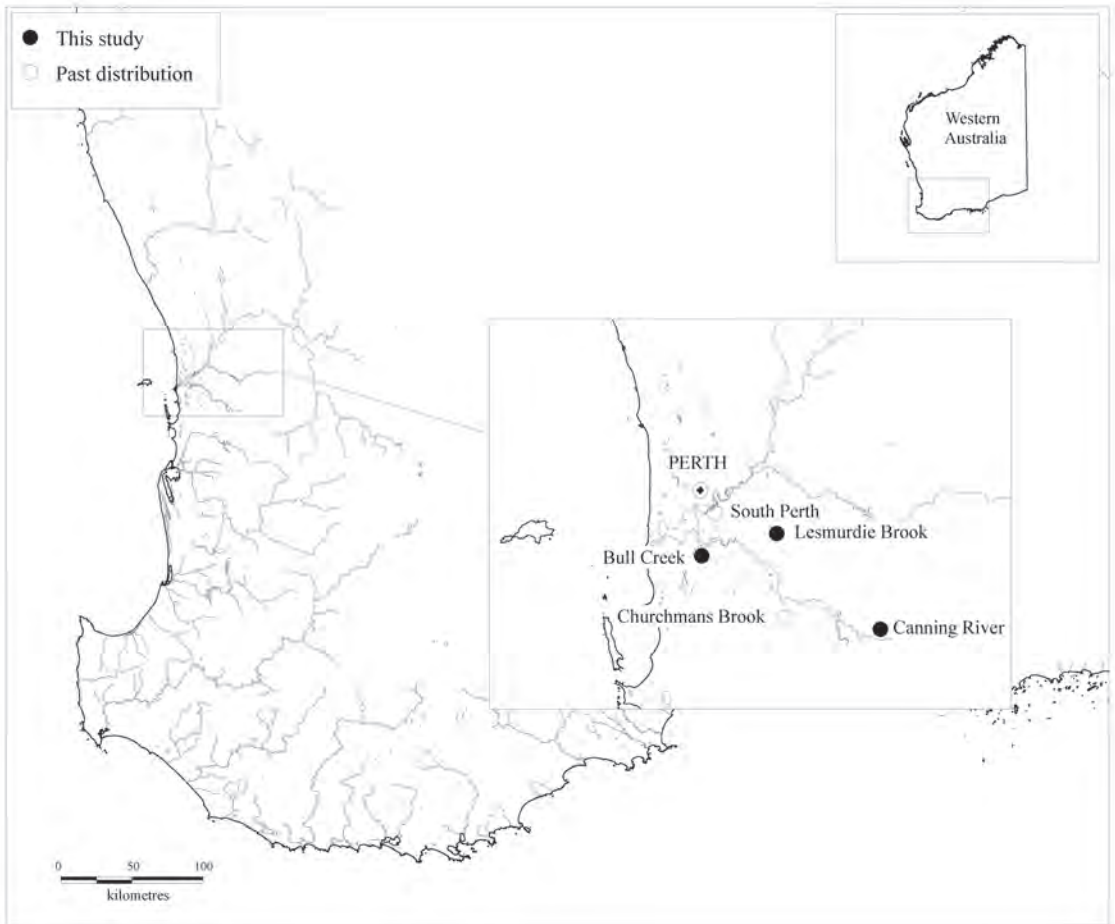 This study
Past distribution
Western
Australia
PERTH
South Perth
Lesmurdie Brook
Bull Creek
Churchmans Brook
Canning River
0 50 100
kilometres